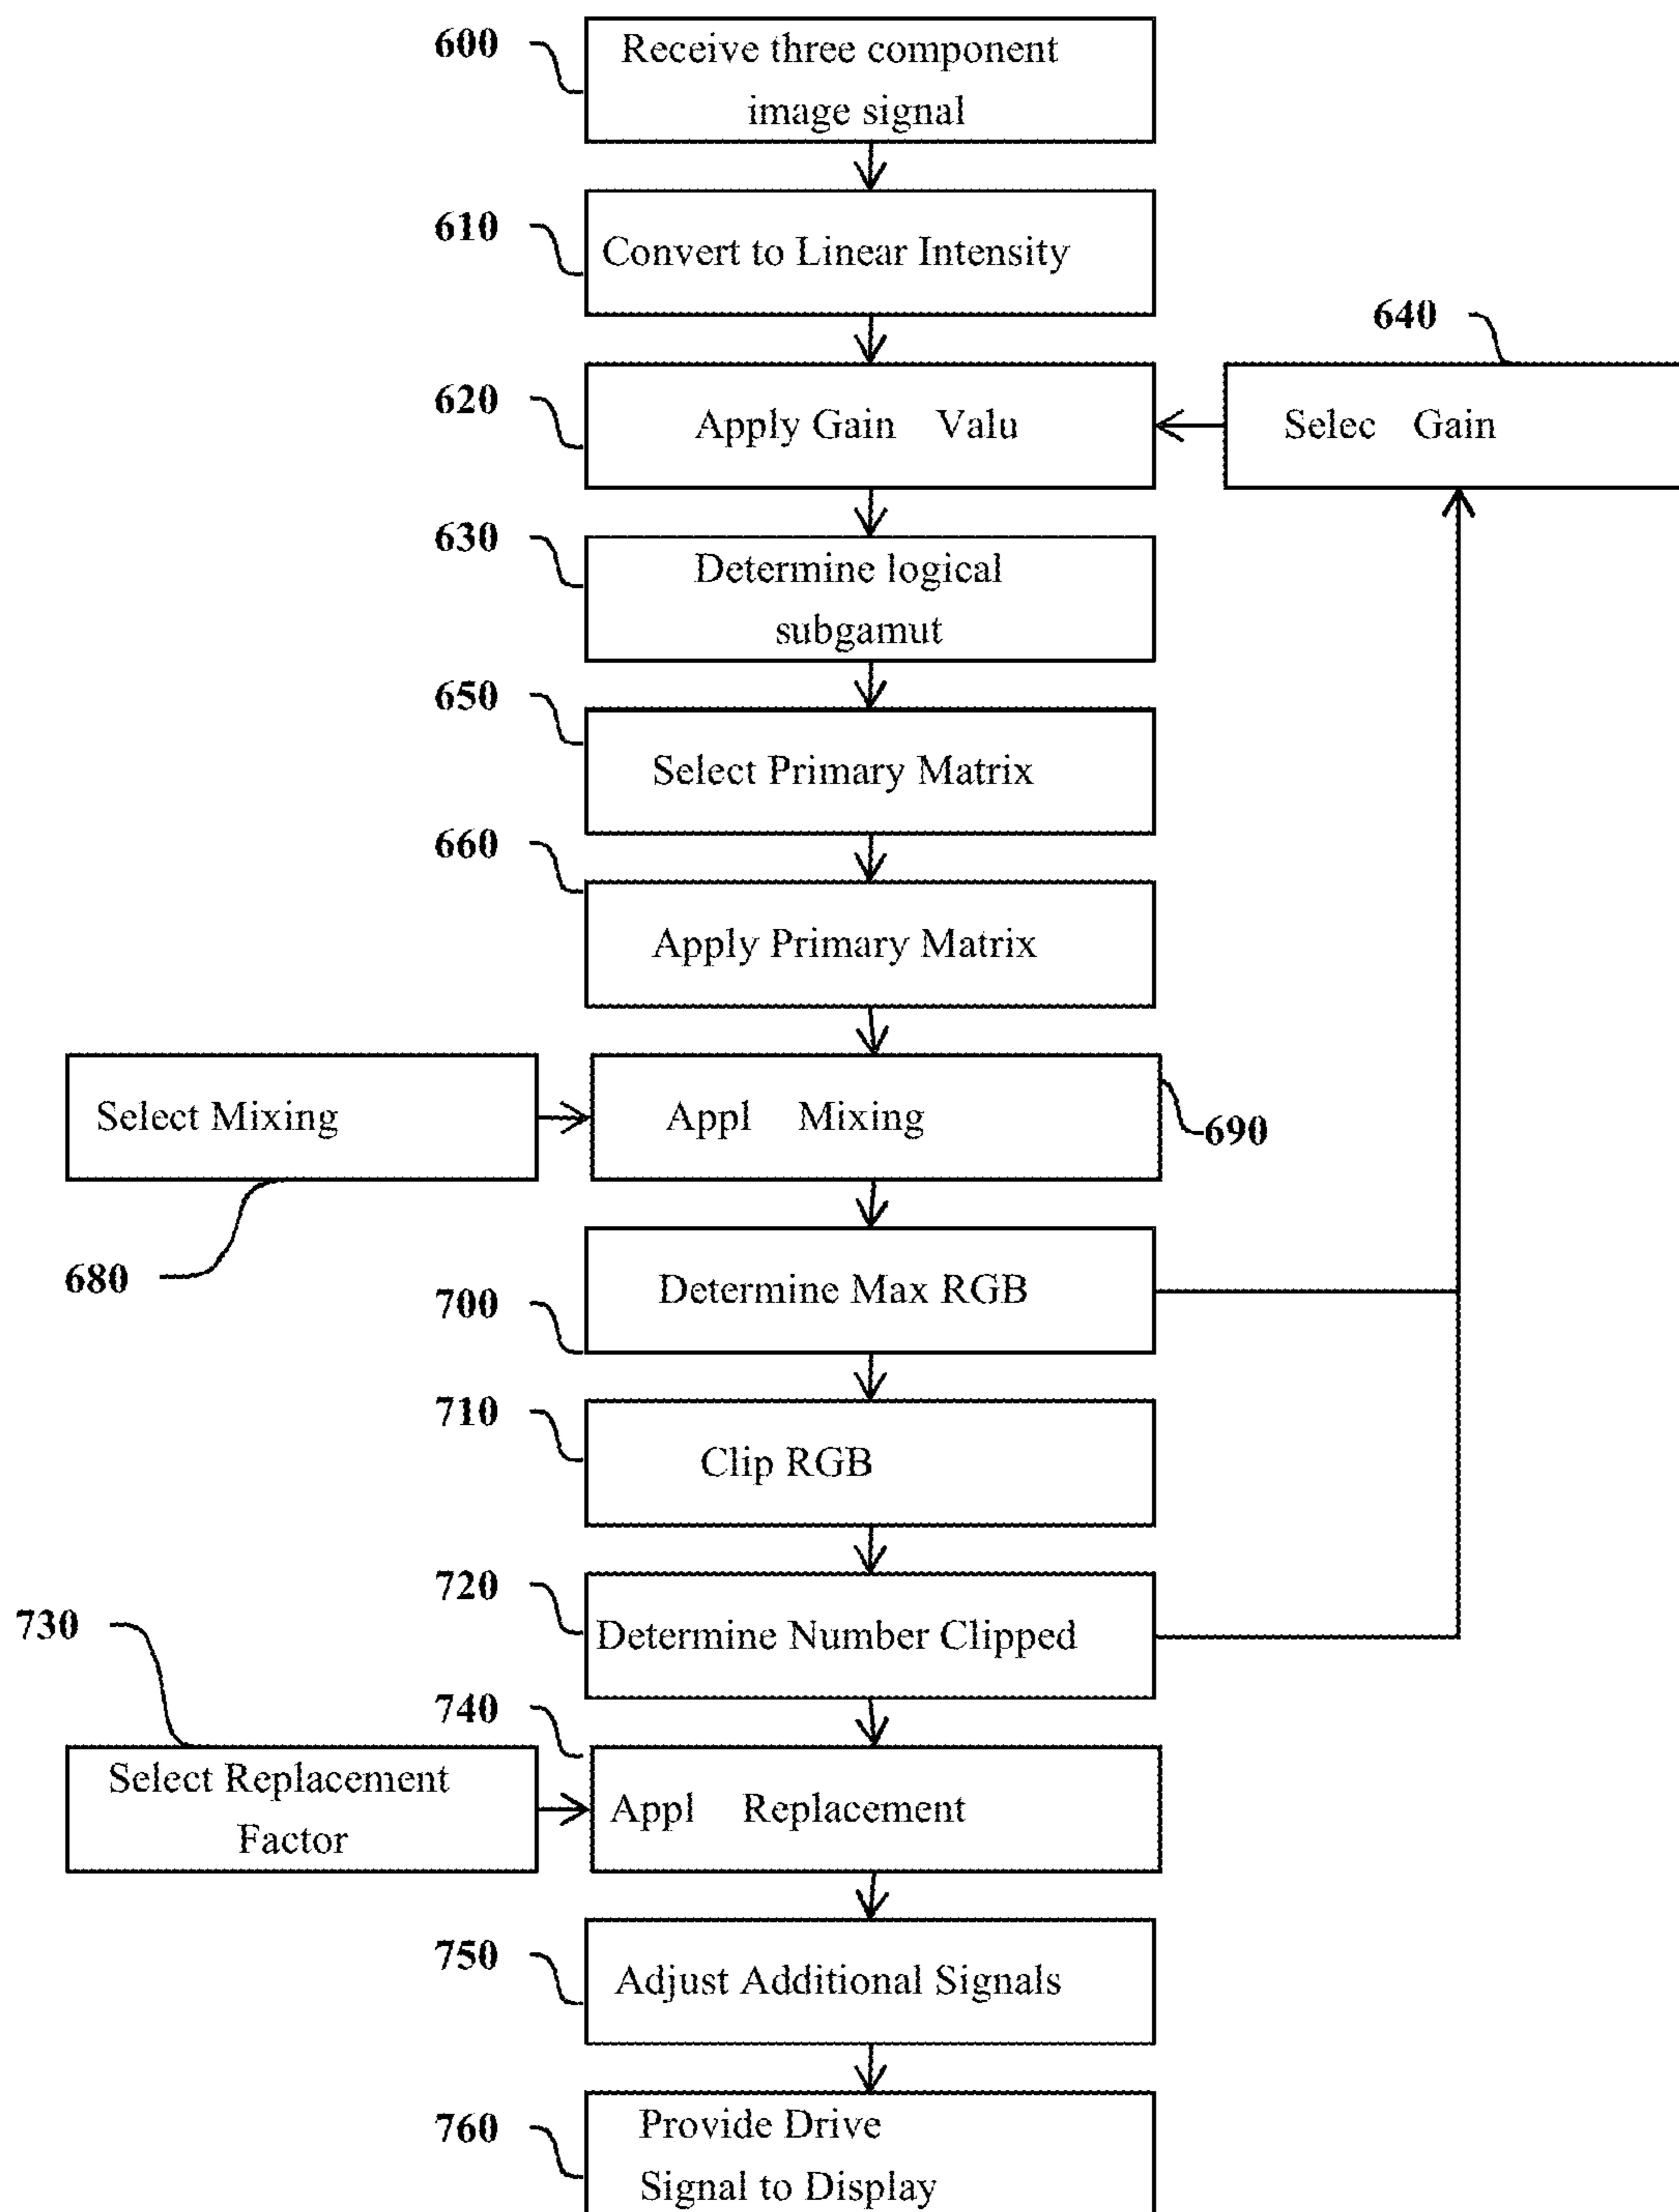 600
Receive three component
image signal
610
Convert to Linear Intensity
640
620
Apply Gain Valu
Selec Gain
630
Determine logical
subgamut
650
Select Primary Matrix
660
Apply Primary Matrix
Select Mixing
Appl Mixing
690
680
700
Determine Max RGB
710
Clip RGB
720
730
Determine Number Clipped
740
Select Replacement
Factor
Appl Replacement
750
Adjust Additional Signals
760
Provide Drive
Signal to Display